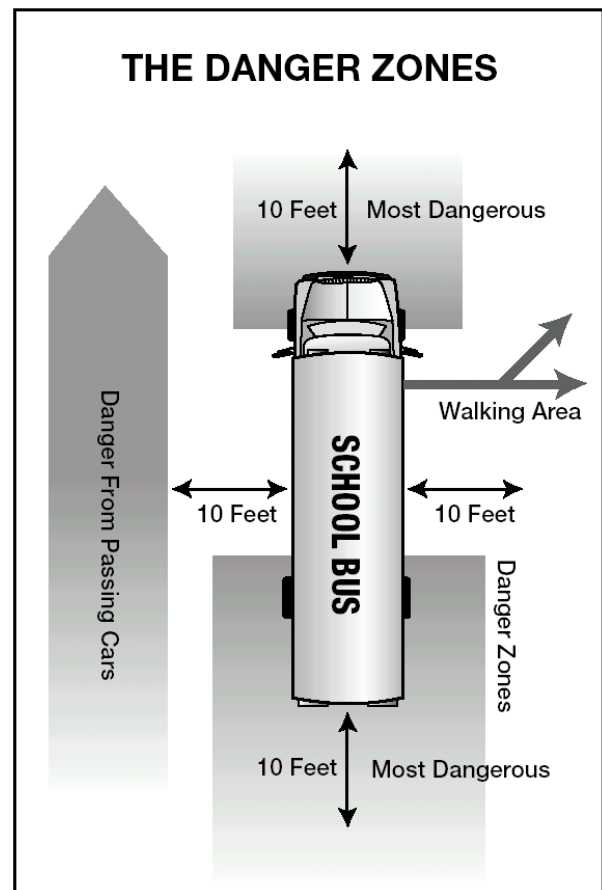 THE DANGER ZONES
10 Feet
Most Dangerous
Walking Area
Danger From Passing Cars
SCHOOL BUS
10 Feet
10 Feet
Danger Zones
10 Feet
Most Dangerous